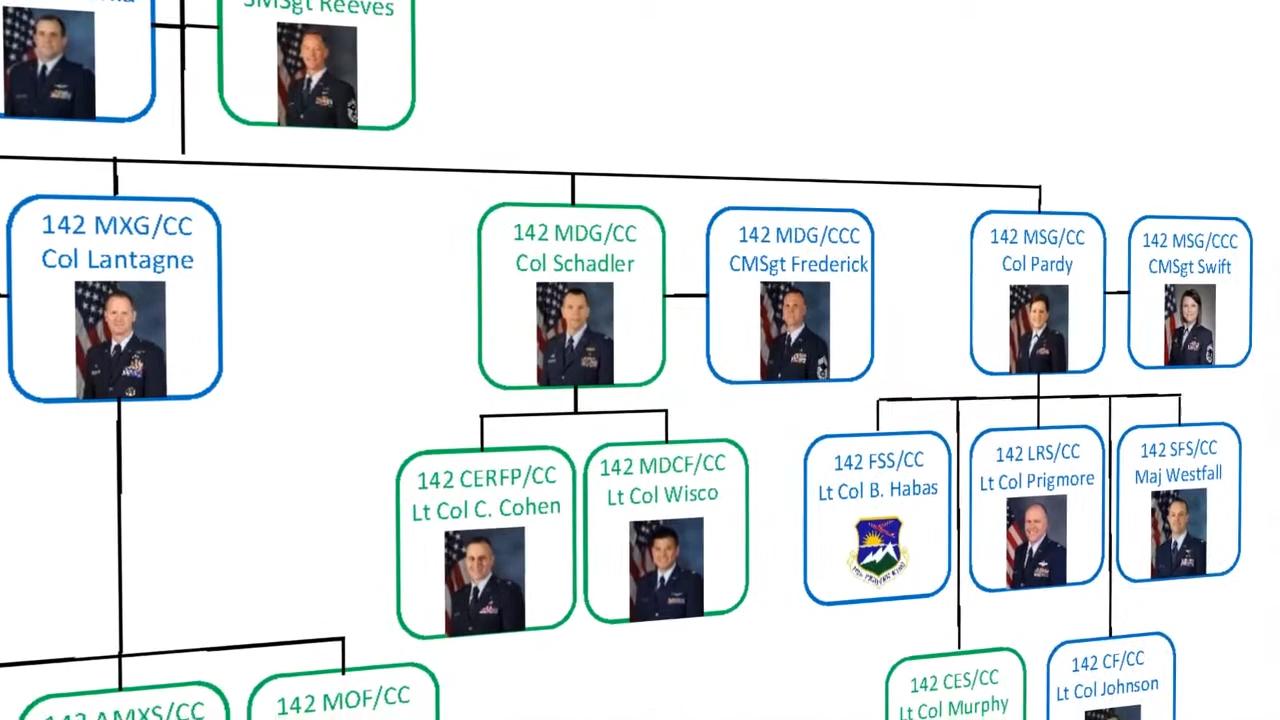 SMSgt Reeves
142 MXG/CC
Col Lantagne
142 MDG/CC
Col Schadler
142 MDG/CCC
CMSgt Frederick
142 MSG/CC
Col Pardy
142 MSG/CCC
CMSgt Swift
142 CERFP/CC
Lt Col C. Cohen
142 MDCF/CC
Lt Col Wisco
142 FSS/CC
Lt Col B. Habas
142 LRS/CC
Lt Col Prigmore
142 SFS/CC
Maj Westfall
142 AMXS/CC
142 MOF/CC
142 CES/CC
Lt Col Murphy
142 CF/CC
Lt Col Johnson